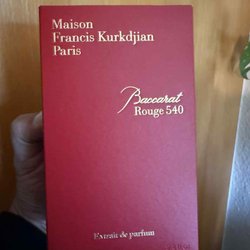 Maison
Francis Kurkdjian
Paris
Baccarat
Rouge 540
Extrait de parfum